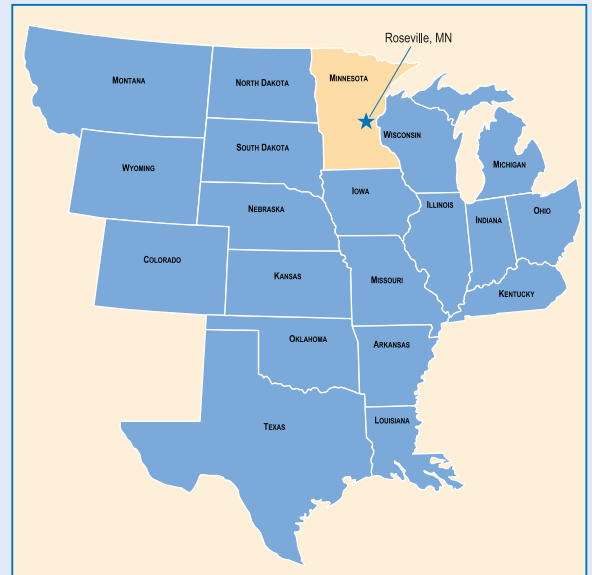 Roseville, MN
MONTANA
NORTH DAKOTA
MINNESOTA
WISCONSIN
SOUTH DAKOTA
MICHIGAN
WYOMING
IOWA
NEBRASKA
ILLINOIS
INDIANA
OHIO
COLORADO
KANSAS
MISSOURI
KENTUCKY
OKLAHOMA
ARKANSAS
TEXAS
LOUISIANA